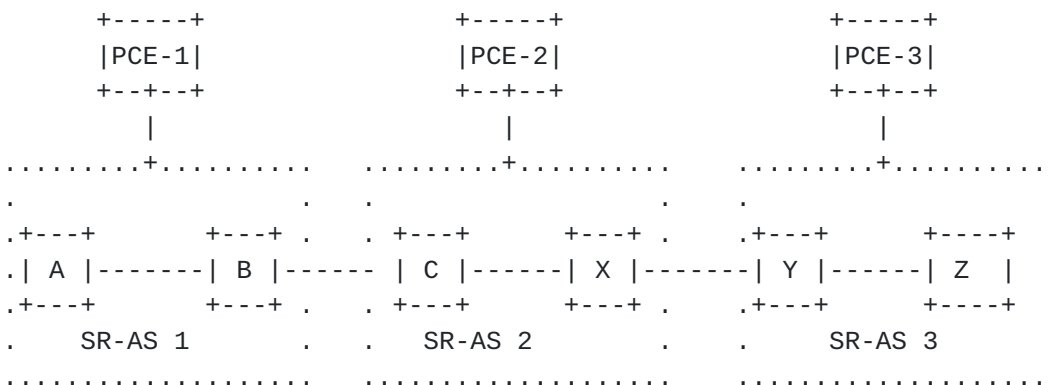 +-----+ +-----+ +-----+
|PCE-1| |PCE-2| |PCE-3|
+--+--+ +--+--+ +--+--+
| | |
.........+.......... .........+.......... .........+..........
. . . . .
.+---+ +---+ . . +---+ +---+ . .+---+ +----+
.| A |-------| B |------ | C |------| X |-------| Y |------| Z |
.+---+ +---+ . . +---+ +---+ . .+---+ +----+
. SR-AS 1 . . SR-AS 2 . . SR-AS 3
.................... .................... ....................